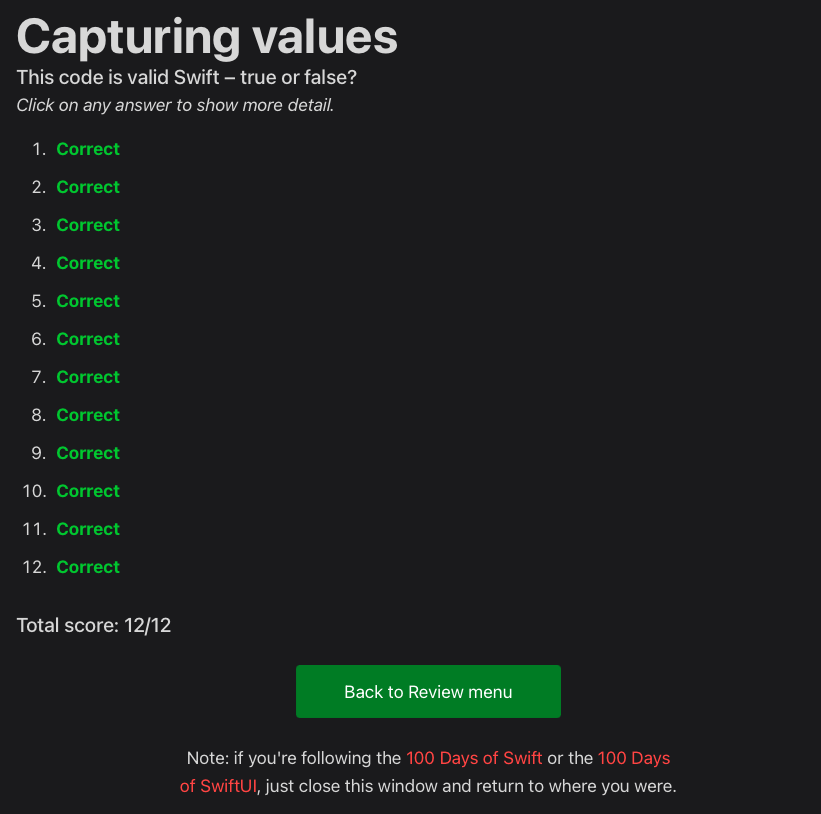 Capturing values
This code is valid Swift – true or false?
Click on any answer to show more detail.
1. Correct
2. Correct
3. Correct
4. Correct
5. Correct
6. Correct
7. Correct
8. Correct
9. Correct
10. Correct
11. Correct
12. Correct
Total score: 12/12
Back to Review menu
Note: if you're following the 100 Days of Swift or the 100 Days
of SwiftUI, just close this window and return to where you were.